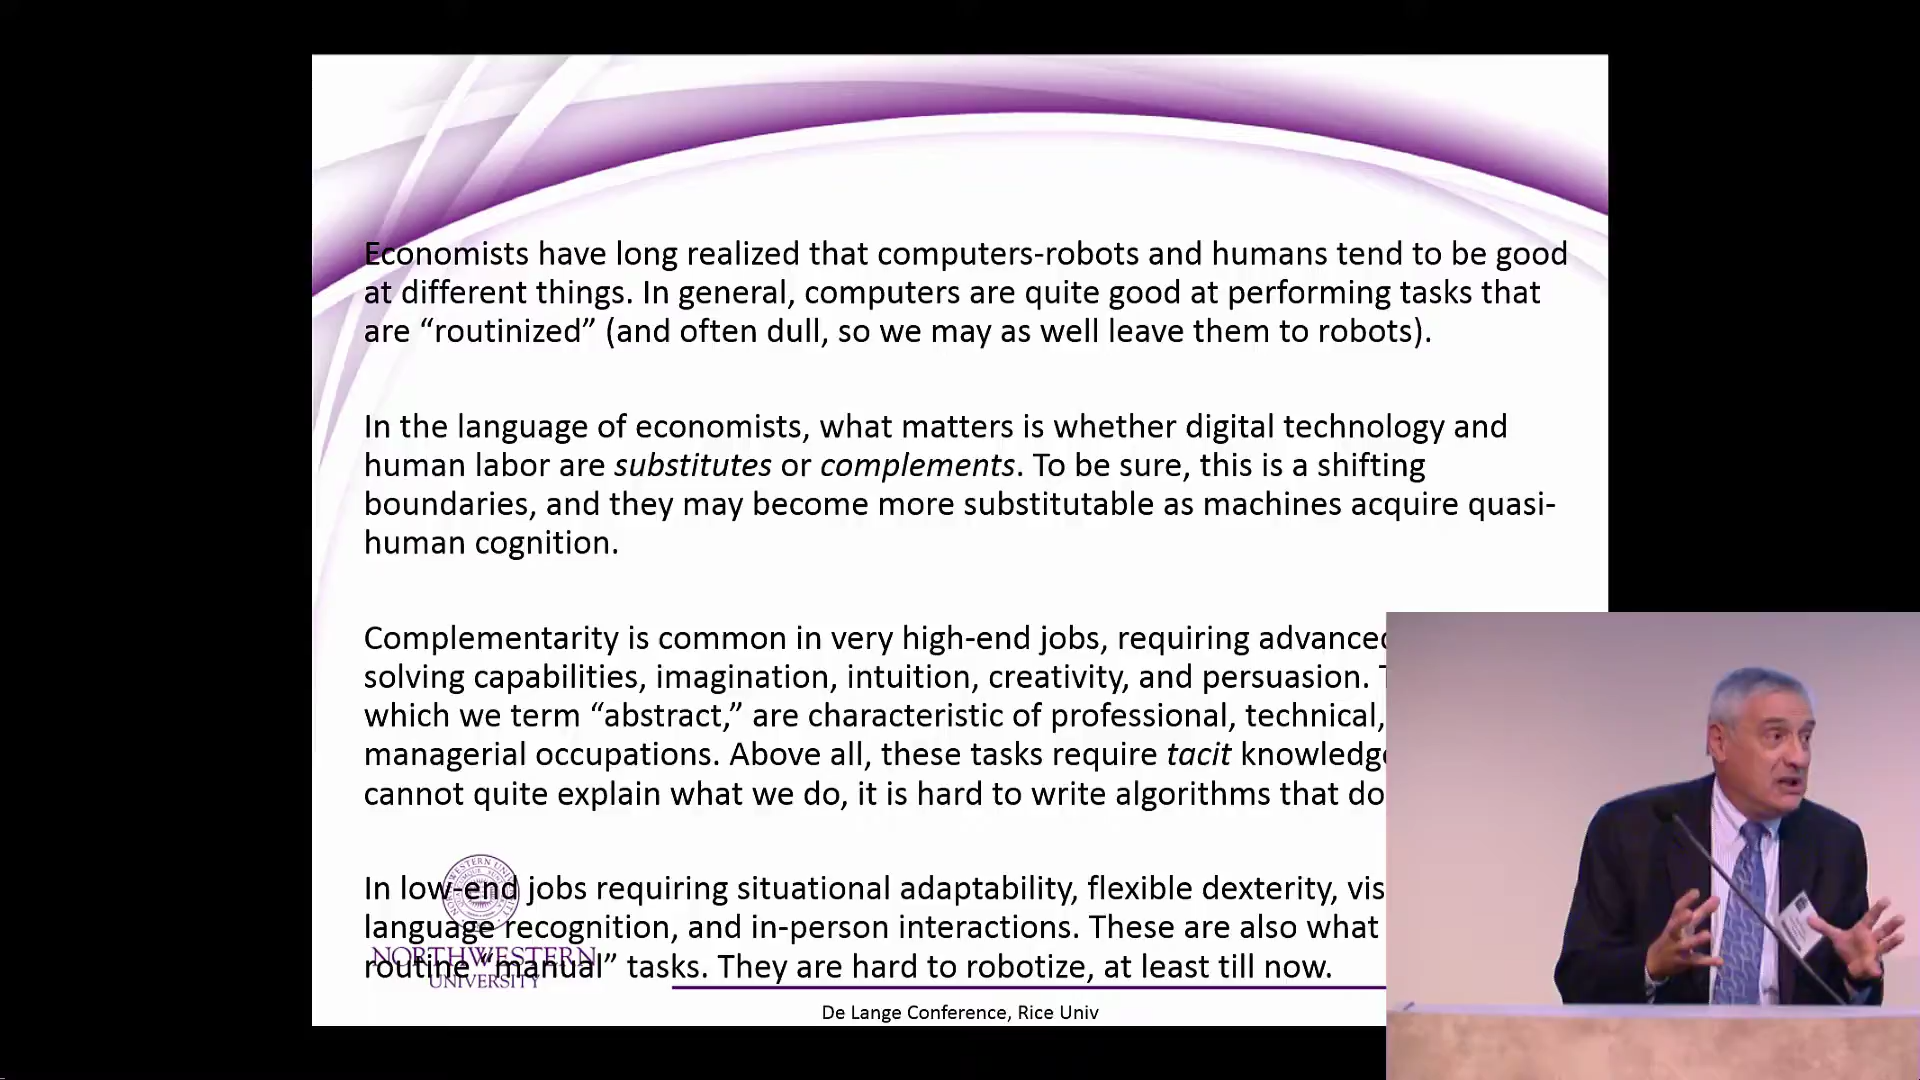 Economists have long realized that computers-robots and humans tend to be good
at different things. In general, computers are quite good at performing tasks that
are “routinized” (and often dull, so we may as well leave them to robots).
In the language of economists, what matters is whether digital technology and
human labor are substitutes or complements. To be sure, this is a shifting
boundaries, and they may become more substitutable as machines acquire quasi-
human cognition.
Complementarity is common in very high-end jobs, requiring advanced
solving capabilities, imagination, intuition, creativity, and persuasion.
which we term “abstract,” are characteristic of professional, technical,
managerial occupations. Above all, these tasks require tacit knowledge
cannot quite explain what we do, it is hard to write algorithms that do
In low-end jobs requiring situational adaptability, flexible dexterity, vis
language recognition, and in-person interactions. These are also what
routine “manual” tasks. They are hard to robotize, at least till now.
NORTHWESTERN
UNIVERSITY
De Lange Conference, Rice Univ